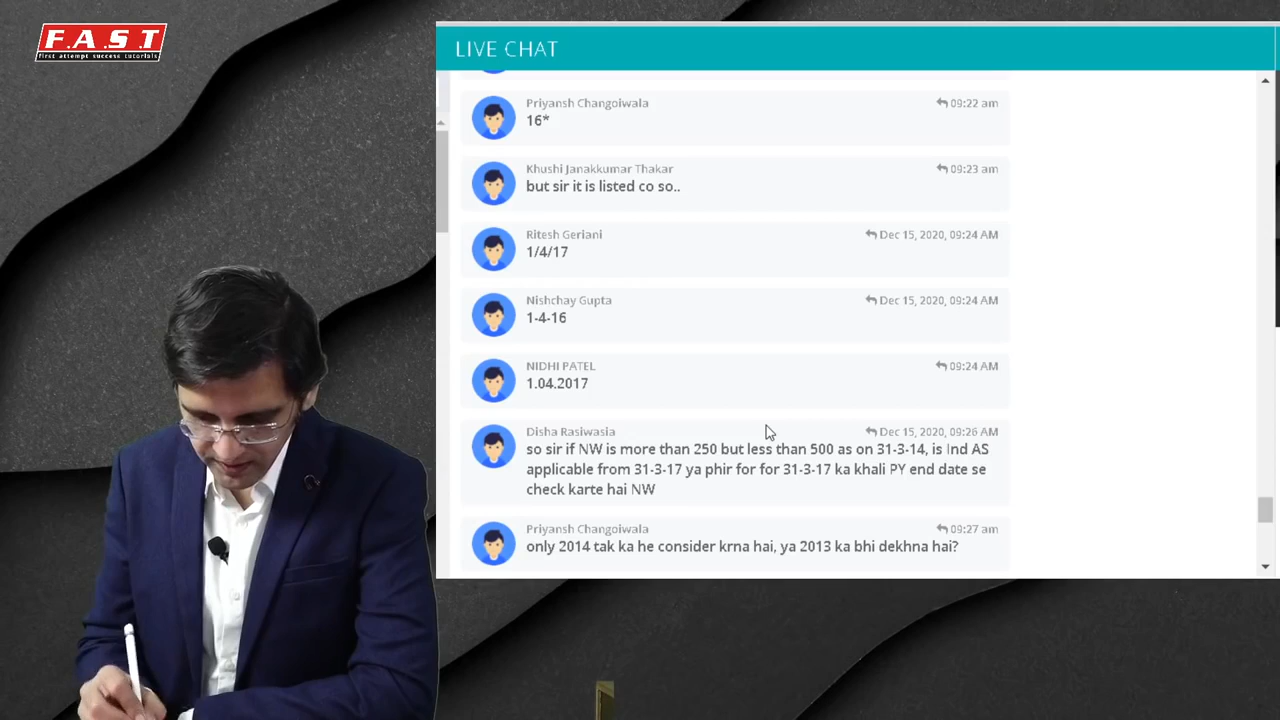 F.A.S.T
first attempt success tutorials
LIVE CHAT
Priyansh Changoiwala
09:22 am
16*
Khushi Janakkumar Thakar
09:23 am
but sir it is listed co so..
Ritesh Geriani
Dec 15, 2020, 09:24 AM
1/4/17
Nishchay Gupta
Dec 15, 2020, 09:24 AM
1-4-16
NIDHI PATEL
09:24 AM
1.04.2017
Disha Rasiwasia
Dec 15, 2020, 09:26 AM
so sir if NW is more than 250 but less than 500 as on 31-3-14, is Ind AS
applicable from 31-3-17 ya phir for for 31-3-17 ka khali PY end date se
check karte hai NW
Priyansh Changoiwala
09:27 am
only 2014 tak ka he consider krna hai, ya 2013 ka bhi dekhna hai?